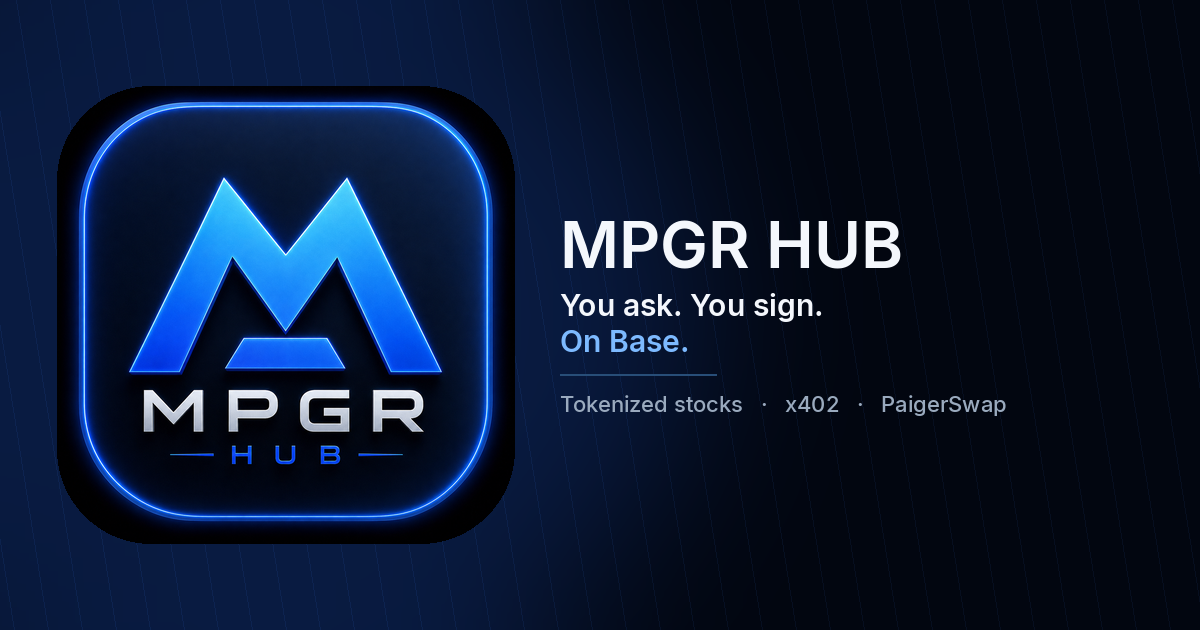 MPGR
HUB
MPGR HUB
You ask. You sign.
On Base.
Tokenized stocks · x402 · PaigerSwap